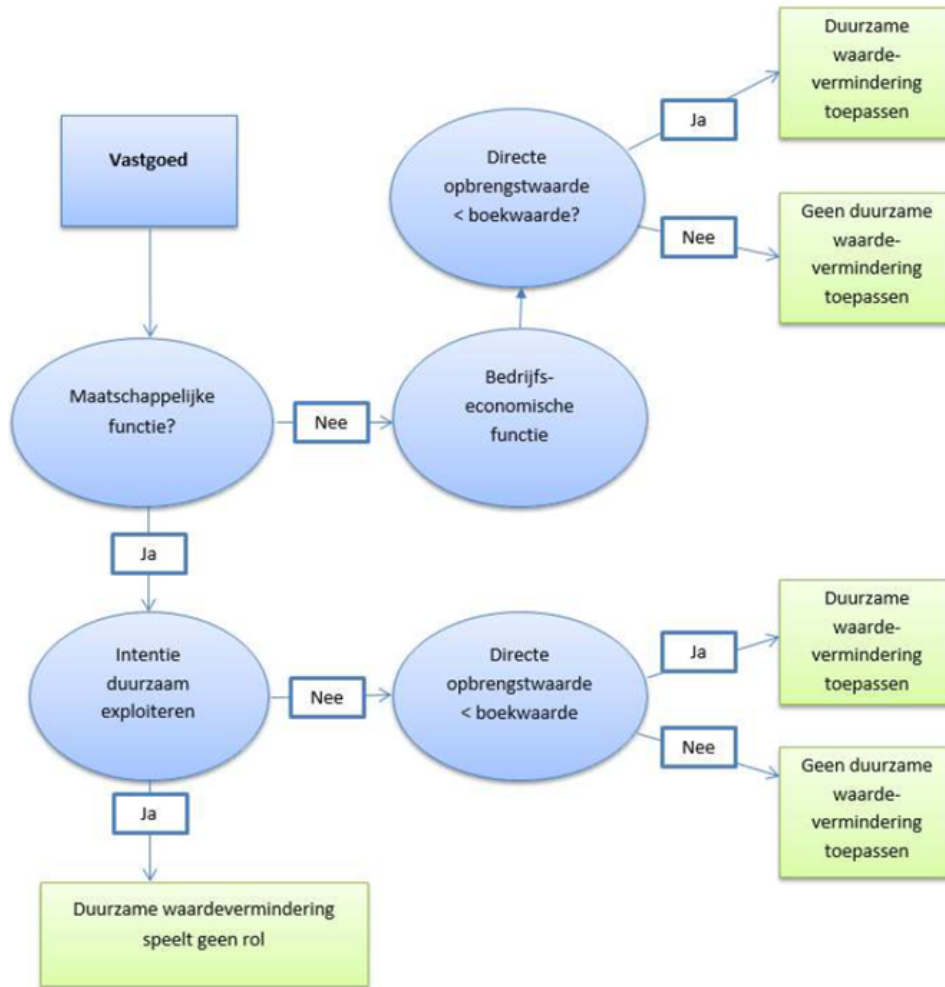 Vastgoed
Maatschappelijke
functie?
Nee
Bedrijfs-
economische
functie
Directe
opbrengstwaarde
< boekwaarde?
Ja
Duurzame
waarde-
vermindering
toepassen
Nee
Geen duurzame
waarde-
vermindering
toepassen
Ja
Intentie
duurzaam
exploiteren
Nee
Directe
opbrengstwaarde
< boekwaarde
Ja
Duurzame
waarde-
vermindering
toepassen
Nee
Geen duurzame
waarde-
vermindering
toepassen
Ja
Duurzame waardevermindering
speelt geen rol